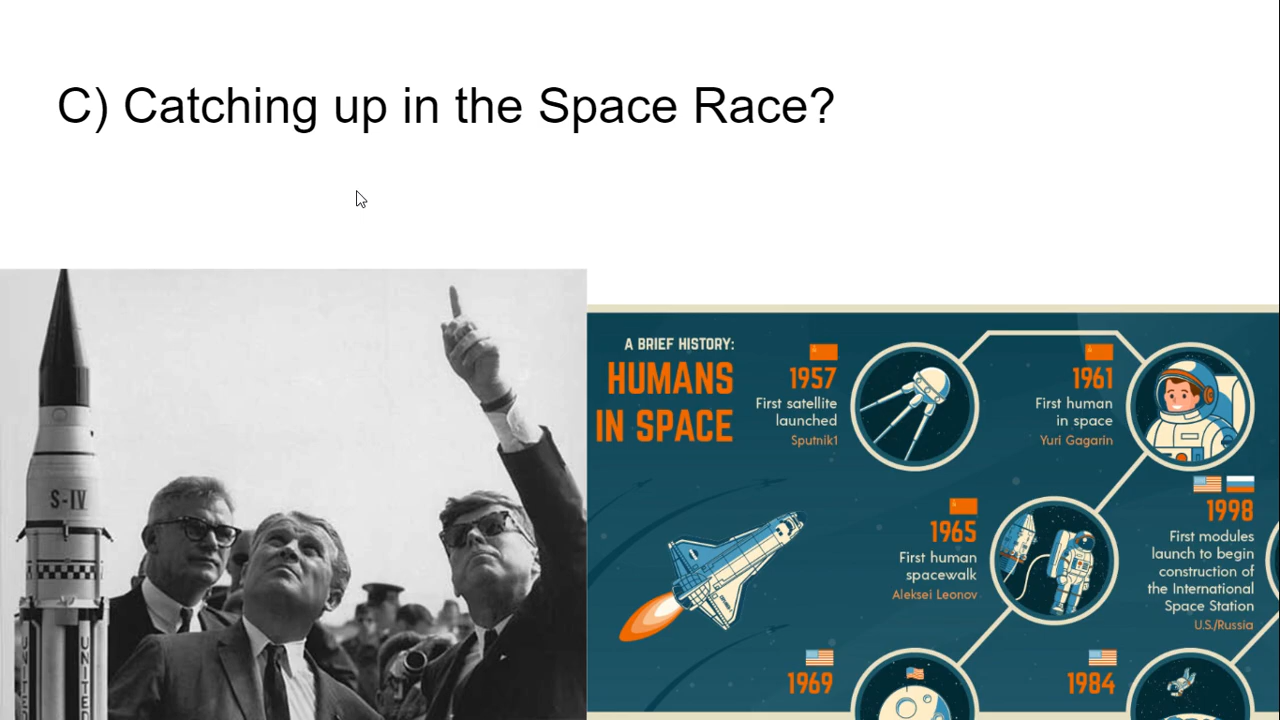 C) Catching up in the Space Race?
S-IV
UNITED
A BRIEF HISTORY:
HUMANS
IN SPACE
1957
First satellite
launched
Sputnik1
1961
First human
in space
Yuri Gagarin
1965
First human
spacewalk
Aleksei Leonov
1998
First modules
launch to begin
construction of
the International
Space Station
U.S./Russia
1969
1984